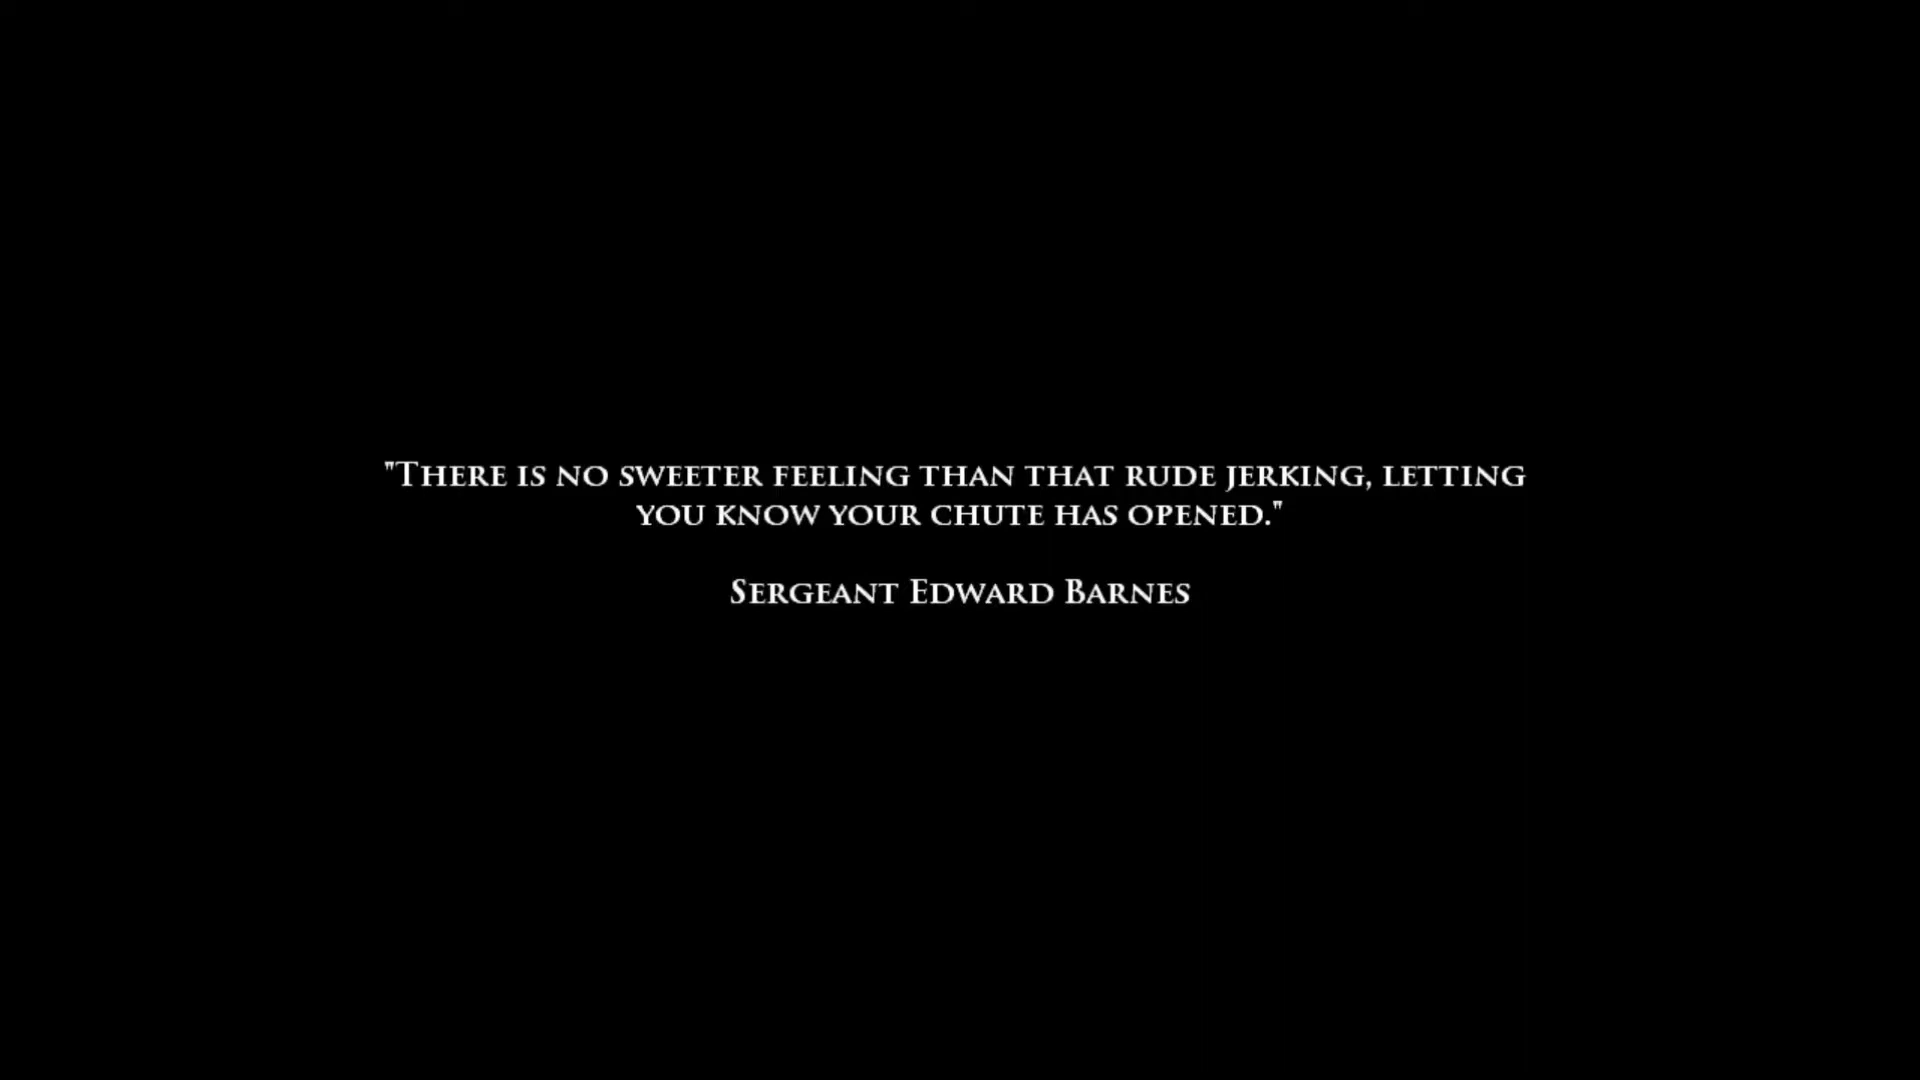 "There is no sweeter feeling than that rude jerking, letting
you know your chute has opened."
Sergeant Edward Barnes